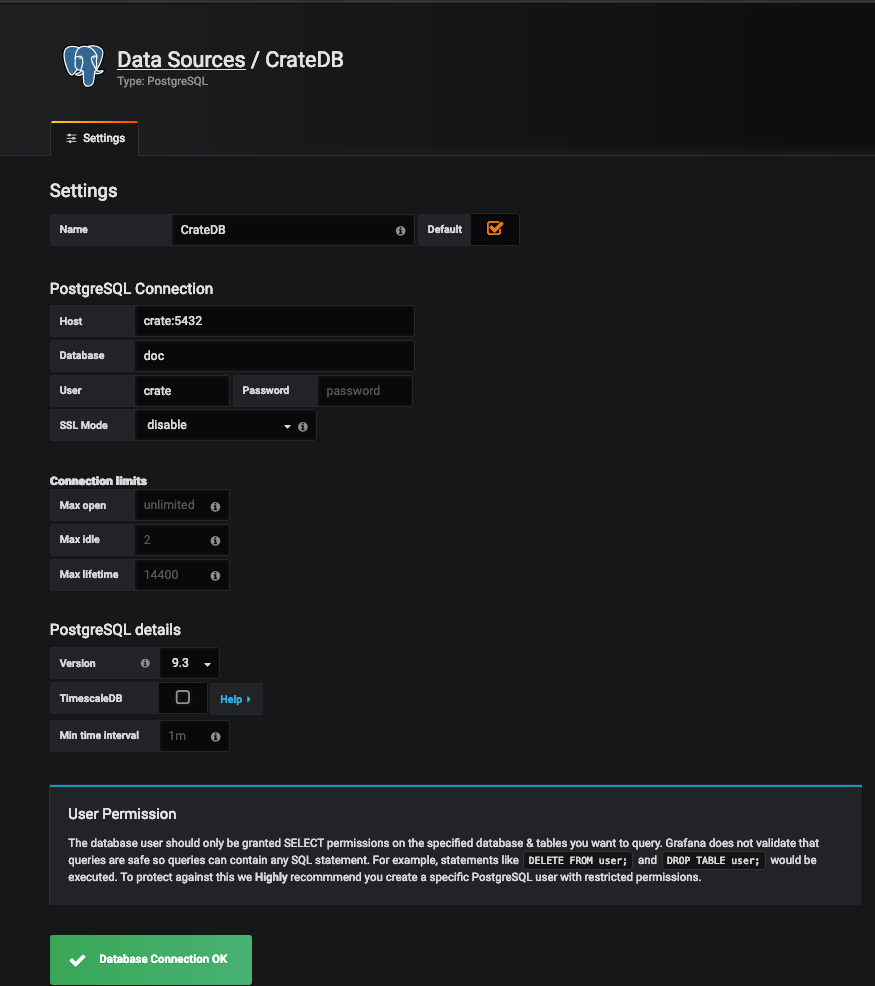 Data Sources / CrateDB
Type: PostgreSQL
Settings
Settings
Name CrateDB Default
PostgreSQL Connection
Host crate:5432
Database doc
User crate Password password
SSL Mode disable
Connection limits
Max open unlimited
Max idle 2
Max lifetime 14400
PostgreSQL details
Version 9.3
TimescaleDB Help
Min time interval 1m
User Permission
The database user should only be granted SELECT permissions on the specified database & tables you want to query. Grafana does not validate that
queries are safe so queries can contain any SQL statement. For example, statements like DELETE FROM user; and DROP TABLE user; would be
executed. To protect against this we Highly recommmend you create a specific PostgreSQL user with restricted permissions.
Database Connection OK